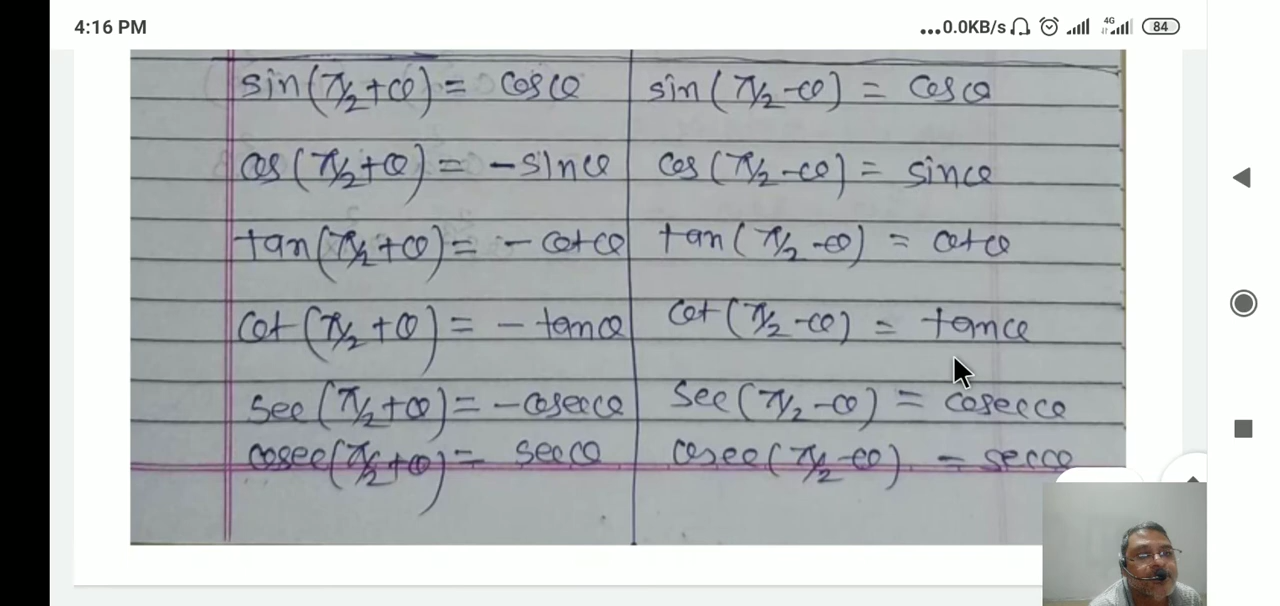 4:16 PM ...0.0KB/s 4G 84
sin(π/2+θ) = cosθ sin(π/2-θ) = cosθ
cos(π/2+θ) = -sinθ cos(π/2-θ) = sinθ
tan(π/2+θ) = -cotθ tan(π/2-θ) = cotθ
cot(π/2+θ) = -tanθ cot(π/2-θ) = tanθ
sec(π/2+θ) = -cosecθ sec(π/2-θ) = cosecθ
cosec(π/2+θ) = secθ cosec(π/2-θ) = secθ